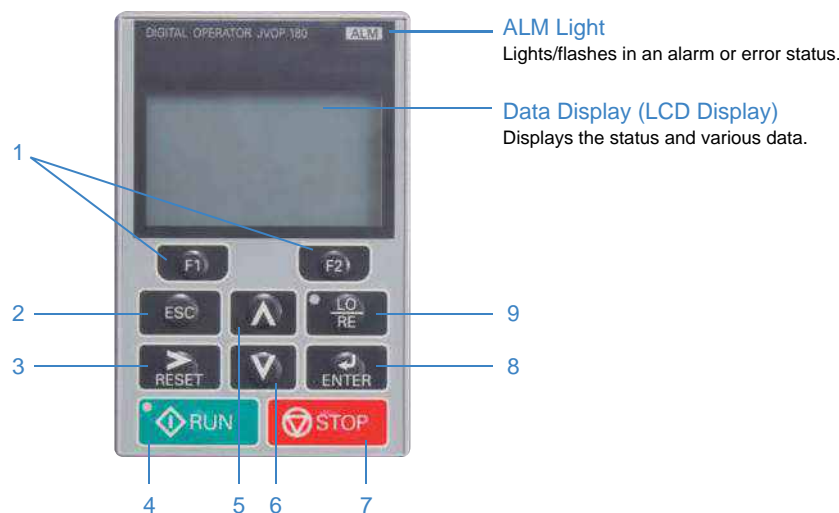 DIGITAL OPERATOR JVOP 180 ALM
ALM Light
Lights/flashes in an alarm or error status.
Data Display (LCD Display)
Displays the status and various data.
1
F1 F2
2 ESC LO 9
RE
3 RESET ENTER 8
RUN STOP
4 5 6 7